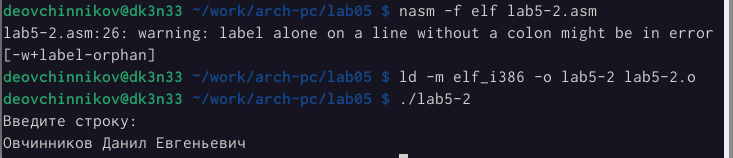 deovchinnikov@dk3n33 ~/work/arch-pc/lab05 $ nasm -f elf lab5-2.asm
lab5-2.asm:26: warning: label alone on a line without a colon might be in error
[-w+label-orphan]
deovchinnikov@dk3n33 ~/work/arch-pc/lab05 $ ld -m elf_i386 -o lab5-2 lab5-2.o
deovchinnikov@dk3n33 ~/work/arch-pc/lab05 $ ./lab5-2
Введите строку:
Овчинников Данил Евгеньевич